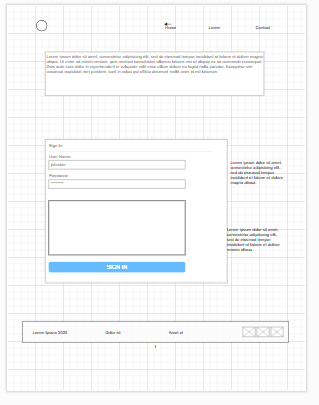 Home
Lorem
Contact
Lorem ipsum dolor sit amet, consectetur adipiscing elit, sed do eiusmod tempor incididunt ut labore et dolore magna
aliqua. Ut enim ad minim veniam, quis nostrud exercitation ullamco laboris nisi ut aliquip ex ea commodo consequat.
Duis aute irure dolor in reprehenderit in voluptate velit esse cillum dolore eu fugiat nulla pariatur. Excepteur sint
occaecat cupidatat non proident, sunt in culpa qui officia deserunt mollit anim id est laborum.
Sign In
User Name:
johndoe
Password:
********
SIGN IN
Lorem ipsum dolor sit amet,
consectetur adipiscing elit,
sed do eiusmod tempor
incididunt ut labore et dolore
magna aliqua.
Lorem ipsum dolor sit amet,
consectetur adipiscing elit,
sed do eiusmod tempor
incididunt ut labore et dolore
magna aliqua.
Lorem Ipsum 2020
Dolor sit
Amet et